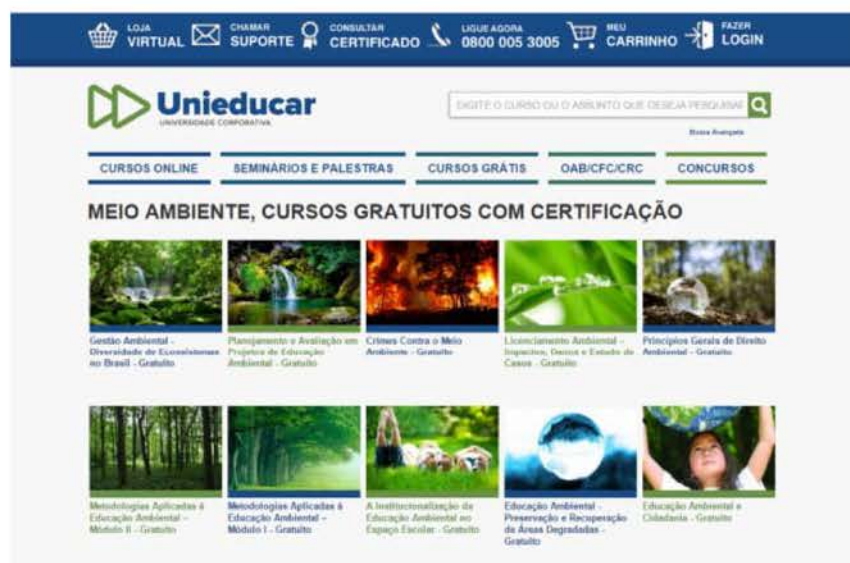 LOJA
VIRTUAL
CHAMAR
SUPORTE
CONSULTAR
CERTIFICADO
LIGUE AGORA
0800 005 3005
MEU
CARRINHO
FAZER
LOGIN
Unieducar
UNIVERSIDADE CORPORATIVA
DIGITE O CURSO OU O ASSUNTO QUE DESEJA PESQUISAR
Busca Avançada
CURSOS ONLINE
SEMINÁRIOS E PALESTRAS
CURSOS GRÁTIS
OAB/CFC/CRC
CONCURSOS
MEIO AMBIENTE, CURSOS GRATUITOS COM CERTIFICAÇÃO
Gestão Ambiental -
Diversidade de Ecossistemas
no Brasil - Gratuito
Planejamento e Avaliação em
Projetos de Educação
Ambiental - Gratuito
Crimes Contra o Meio
Ambiente - Gratuito
Licenciamento Ambiental –
Impactos, Danos e Estudo de
Casos - Gratuito
Princípios Gerais de Direito
Ambiental - Gratuito
Metodologias Aplicadas á
Educação Ambiental –
Módulo II - Gratuito
Metodologias Aplicadas á
Educação Ambiental –
Módulo I - Gratuito
A Institucionalização da
Educação Ambiental no
Espaço Escolar - Gratuito
Educação Ambiental -
Preservação e Recuperação
de Áreas Degradadas -
Gratuito
Educação Ambiental e
Cidadania - Gratuito